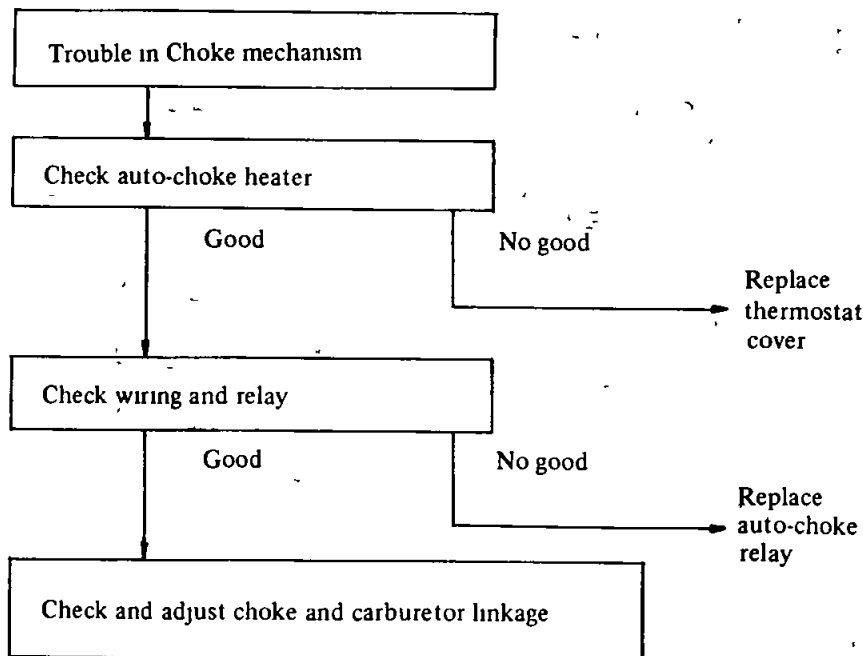 Trouble in Choke mechanism
Check auto-choke heater
Good
No good
Replace
thermostat
cover
Check wiring and relay
Good
No good
Replace
auto-choke
relay
Check and adjust choke and carburetor linkage